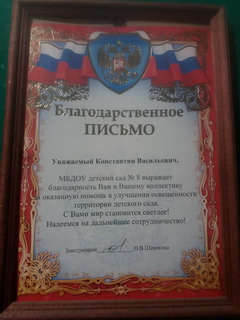 Благодарственное
ПИСЬМО
Уважаемый Константин Васильевич,
МБДОУ детский сад № 8 выражает
благодарность Вам и Вашему коллективу
оказанную помощь в улучшении освещенности
территории детского сада.
С Вами мир становится светлее!
Надеемся на дальнейшее сотрудничество!
Заведующий